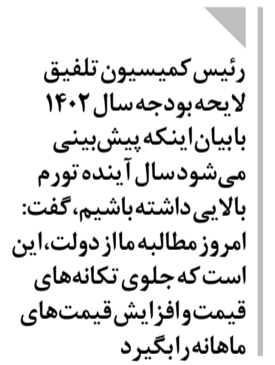 رئیس کمیسیون تلفیق
لایحه بودجه سال ۱۴۰۲
با بیان اینکه پیش‌بینی
می‌شود سال آینده تورم
بالایی داشته باشیم، گفت:
امروز مطالبه ما از دولت، این
است که جلوی تکانه‌های
قیمت و افزایش قیمت‌های
ماهانه را بگیرد